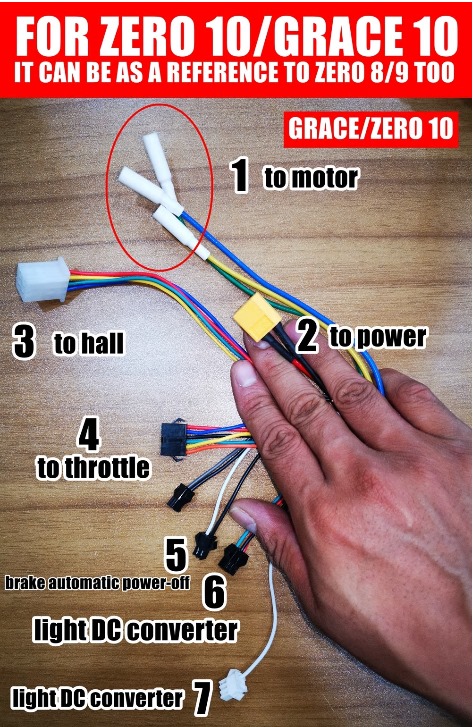 FOR ZERO 10/GRACE 10
IT CAN BE AS A REFERENCE TO ZERO 8/9 TOO
GRACE/ZERO 10
1 to motor
2 to power
3 to hall
4
to throttle
5
brake automatic power-off
6
light DC converter
light DC converter 7